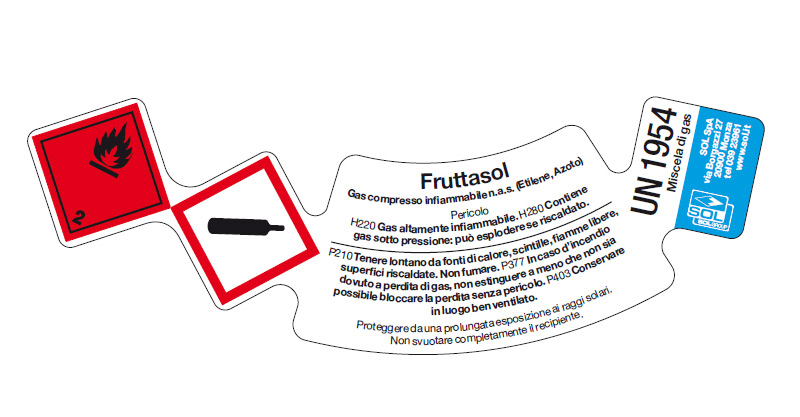 2
Fruttasol
Gas compresso infiammabile n.a.s. (Etilene, Azoto)
Pericolo
H220 Gas altamente infiammabile. H280 Contiene
gas sotto pressione: può esplodere se riscaldato.
P210 Tenere lontano da fonti di calore, scintille, fiamme libere,
superfici riscaldate. Non fumare. P377 In caso d'incendio
dovuto a perdita di gas, non estinguere a meno che non sia
possibile bloccare la perdita senza pericolo. P403 Conservare
in luogo ben ventilato.
Proteggere da una prolungata esposizione ai raggi solari.
Non svuotare completamente il recipiente.
UN 1954
Miscela di gas
SOL SpA
via Borgazzi 27
20900 Monza
tel 039 23961
www.sol.it
SOL